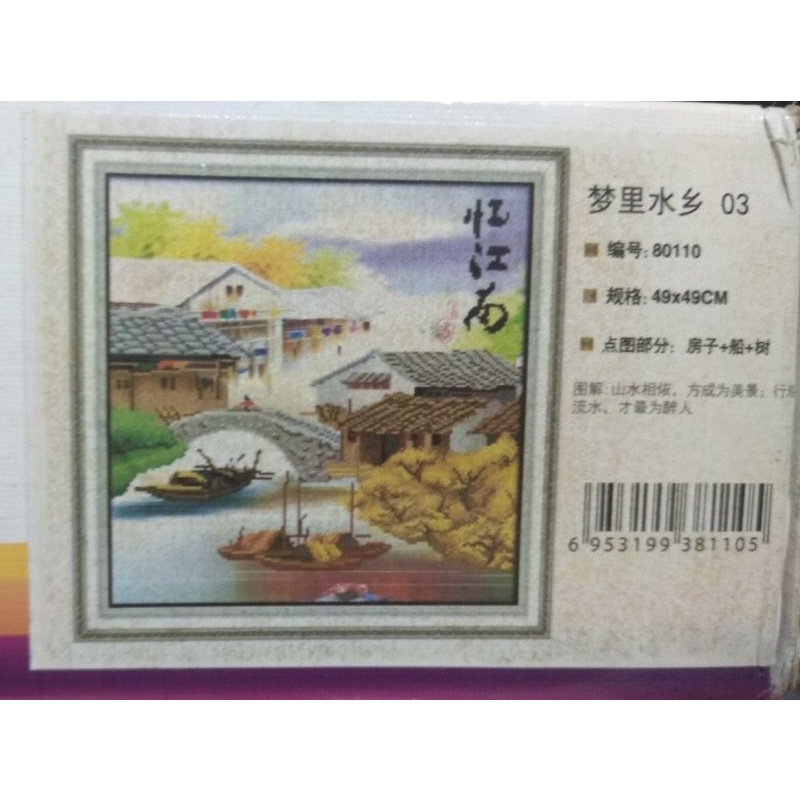 忆江南
梦里水乡 03
编号: 80110
规格: 49x49CM
点图部分: 房子+船+树
图解: 山水相依，方成为美景; 行
流水，才最为醉人
6 953199 381105